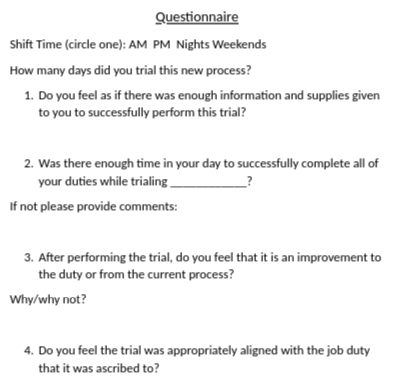 Questionnaire
Shift Time (circle one): AM PM Nights Weekends
How many days did you trial this new process?
1. Do you feel as if there was enough information and supplies given
to you to successfully perform this trial?
2. Was there enough time in your day to successfully complete all of
your duties while trialing ____________?
If not please provide comments:
3. After performing the trial, do you feel that it is an improvement to
the duty or from the current process?
Why/why not?
4. Do you feel the trial was appropriately aligned with the job duty
that it was ascribed to?